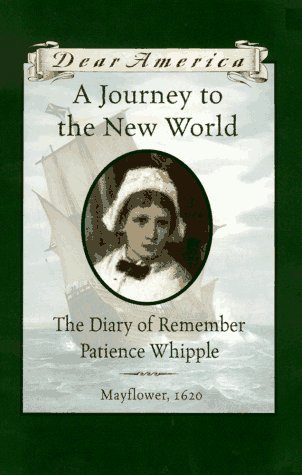 Dear America
A Journey to
the New World
The Diary of Remember
Patience Whipple
Mayflower, 1620